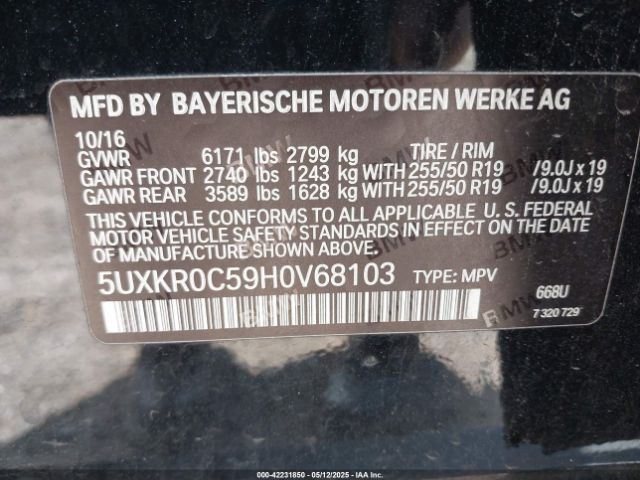 MFD BY BAYERISCHE MOTOREN WERKE AG
10/16
GVWR 6171 lbs 2799 kg TIRE / RIM
GAWR FRONT 2740 lbs 1243 kg WITH 255/50 R19 /9.0J x 19
GAWR REAR 3589 lbs 1628 kg WITH 255/50 R19 /9.0J x 19
THIS VEHICLE CONFORMS TO ALL APPLICABLE U. S. FEDERAL
MOTOR VEHICLE SAFETY STANDARDS IN EFFECT ON THE DATE
OF MANUFACTURE SHOWN ABOVE.
5UXKR0C59H0V68103 TYPE: MPV
668U
7 320 729
000-42231850 - 05/12/2025 - IAAI.COM